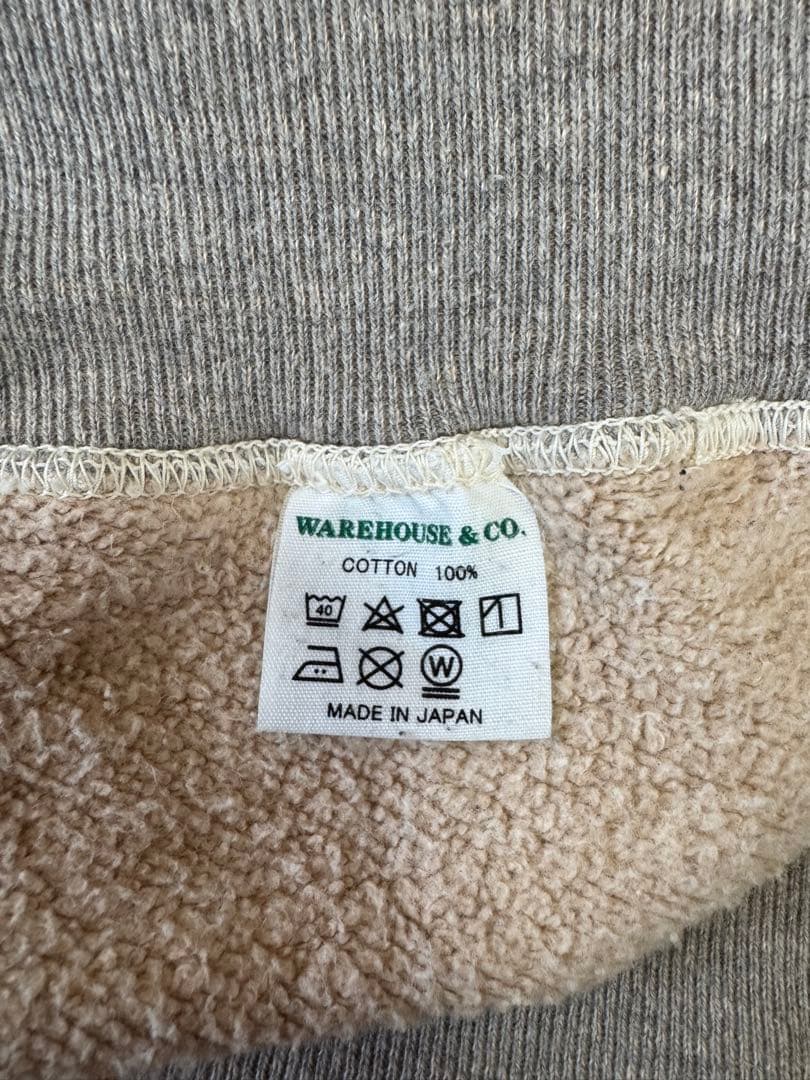 WAREHOUSE & CO.
COTTON 100%
40
W
MADE IN JAPAN